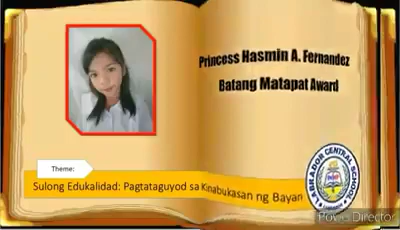 Princess Hasmin A. Fernandez
Batang Matapat Award
Theme:
Sulong Edukalidad: Pagtataguyod sa Kinabukasan ng Bayan
LABRADOR CENTRAL SCHOOL
PowerDirector